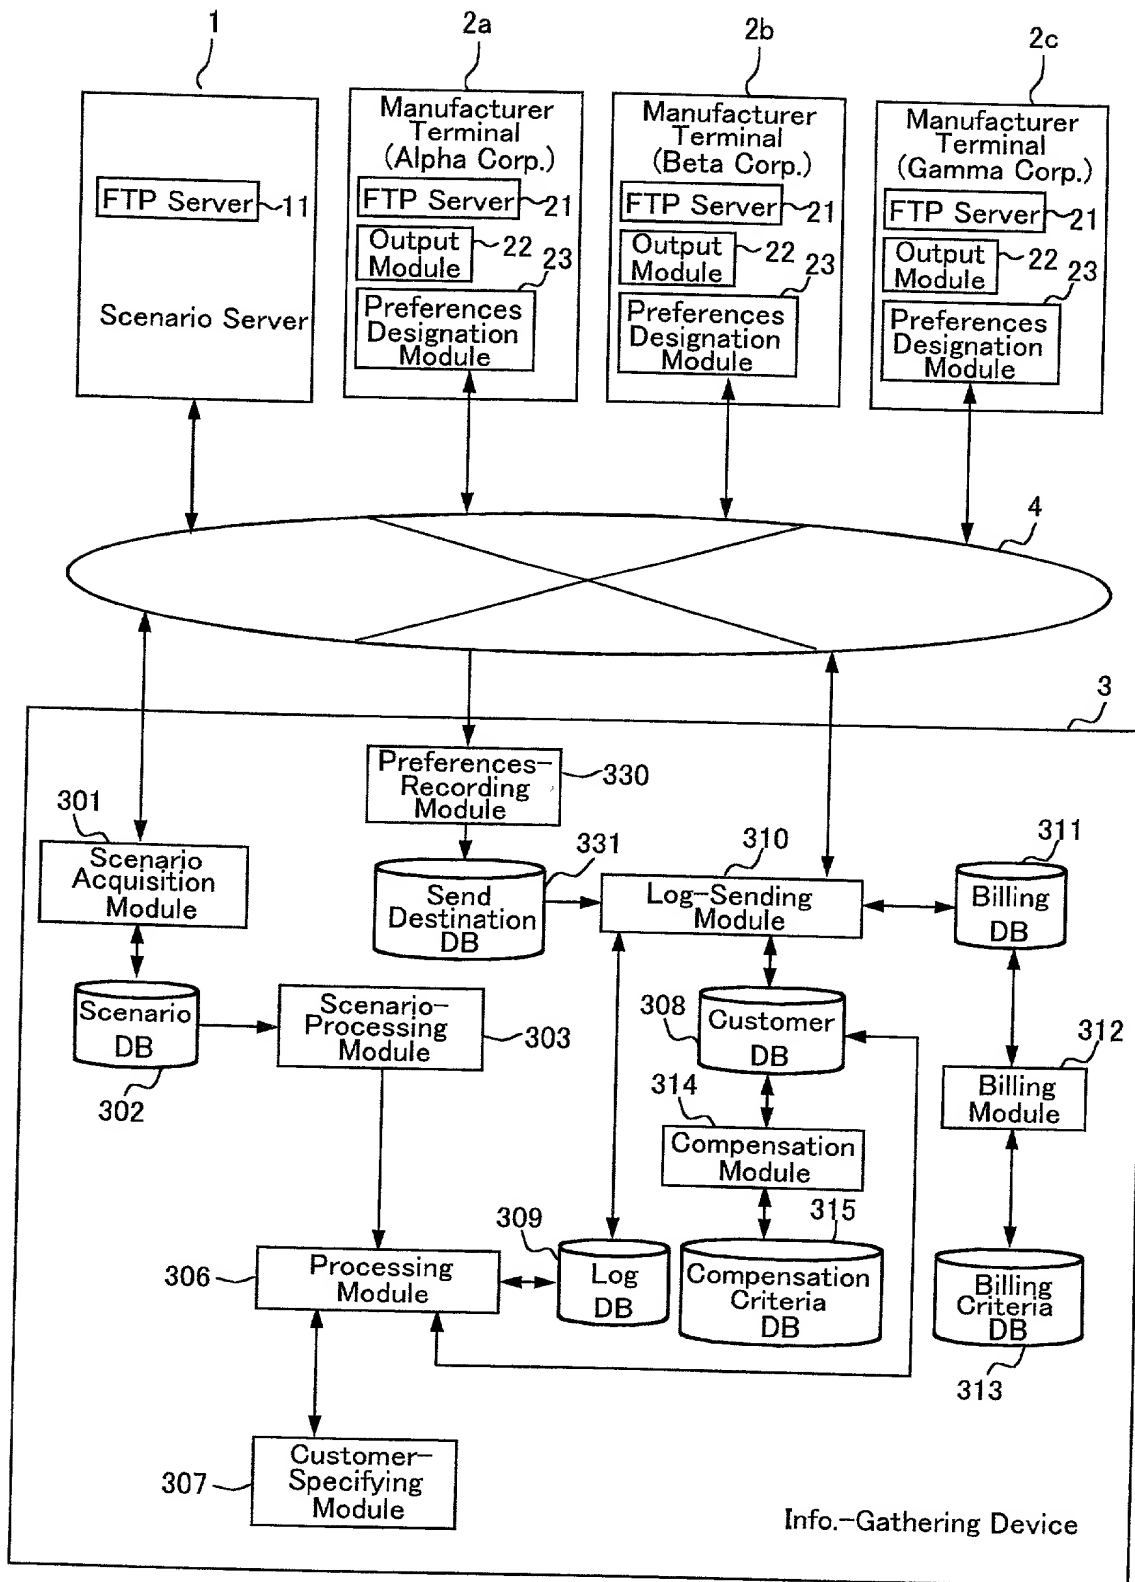 1
2a
2b
2c
Manufacturer
Terminal
(Alpha Corp.)
Manufacturer
Terminal
(Beta Corp.)
Manufacturer
Terminal
(Gamma Corp.)
FTP Server
11
FTP Server
21
FTP Server
21
FTP Server
21
Output
Module
22
Output
Module
22
Output
Module
22
23
23
23
Scenario Server
Preferences
Designation
Module
Preferences
Designation
Module
Preferences
Designation
Module
4
3
Preferences-
Recording
Module
330
301
Scenario
Acquisition
Module
331
Send
Destination
DB
310
Log-Sending
Module
311
Billing
DB
Scenario
DB
302
Scenario-
Processing
Module
303
308
Customer
DB
312
Billing
Module
314
Compensation
Module
306
Processing
Module
309
Log
DB
315
Compensation
Criteria
DB
Billing
Criteria
DB
313
307
Customer-
Specifying
Module
Info.-Gathering Device